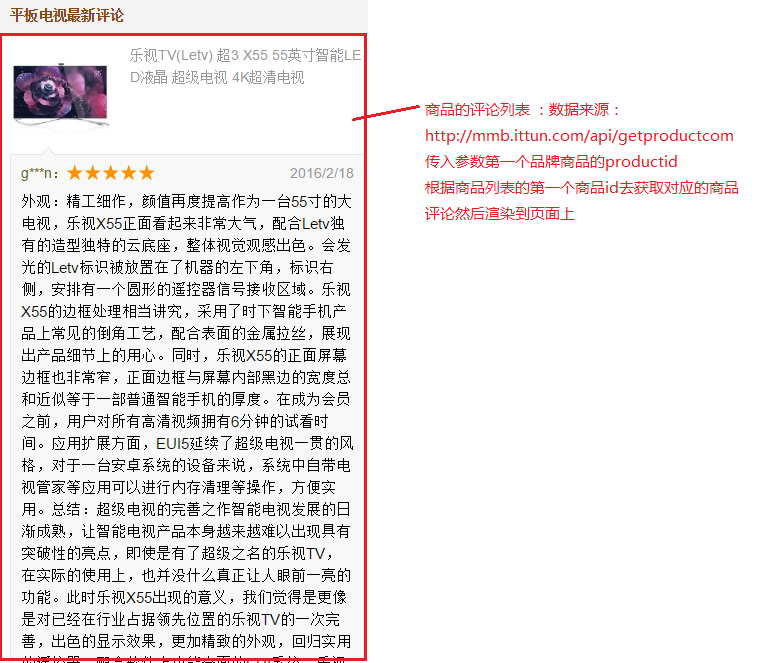 平板电视最新评论
乐视TV(Letv) 超3 X55 55英寸智能LE
D液晶 超级电视 4K超清电视
g***n：★★★★★ 2016/2/18
外观：精工细作，颜值再度提高作为一台55寸的大
电视，乐视X55正面看起来非常大气，配合Letv独
有的造型独特的云底座，整体视觉观感出色。会发
光的Letv标识被放置在了机器的左下角，标识右
侧，安排有一个圆形的遥控器信号接收区域。乐视
X55的边框处理相当讲究，采用了时下智能手机产
品上常见的倒角工艺，配合表面的金属拉丝，展现
出产品细节上的用心。同时，乐视X55的正面屏幕
边框也非常窄，正面边框与屏幕内部黑边的宽度总
和近似等于一部普通智能手机的厚度。在成为会员
之前，用户对所有高清视频拥有6分钟的试看时
间。应用扩展方面，EUI5延续了超级电视一贯的风
格，对于一台安卓系统的设备来说，系统中自带电
视管家等应用可以进行内存清理等操作，方便实
用。总结：超级电视的完善之作智能电视发展的日
渐成熟，让智能电视产品本身越来越难以出现具有
突破性的亮点，即使是有了超级之名的乐视TV，
在实际的使用上，也并没什么真正让人眼前一亮的
功能。此时乐视X55出现的意义，我们觉得是更像
是对已经在行业占据领先位置的乐视TV的一次完
善，出色的显示效果，更加精致的外观，回归实用
商品的评论列表 ：数据来源：
http://mmb.ittun.com/api/getproductcom
传入参数第一个品牌商品的productid
根据商品列表的第一个商品id去获取对应的商品
评论然后渲染到页面上